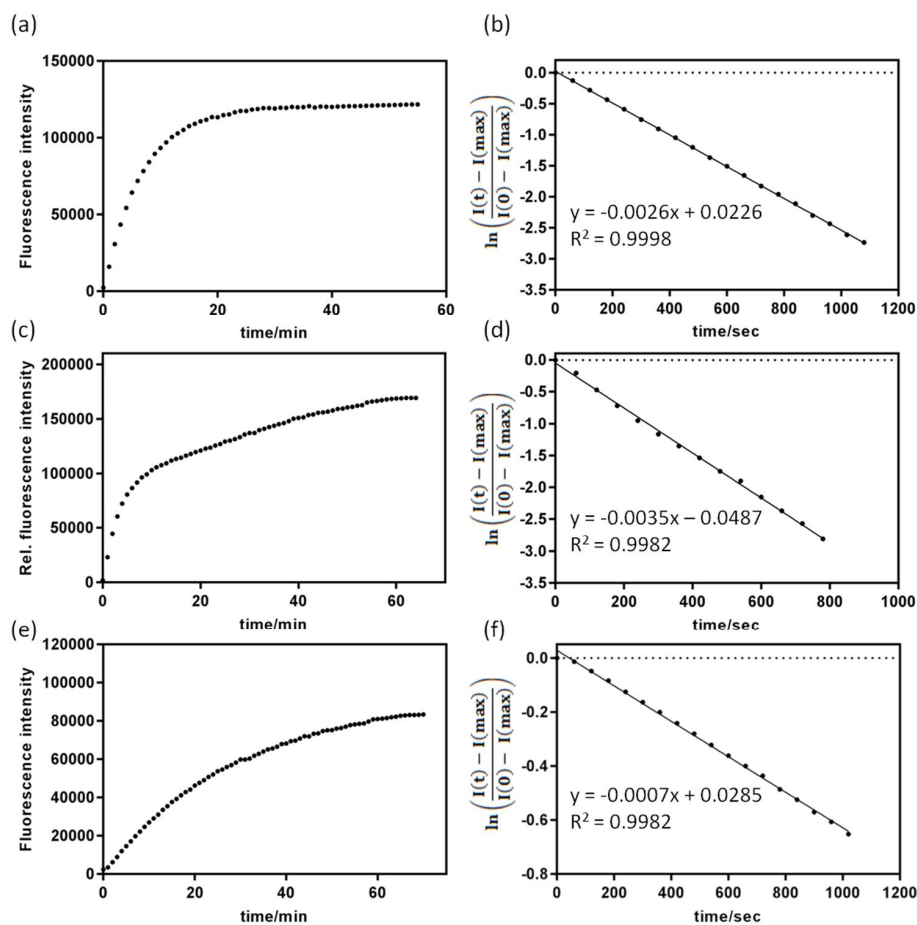 (a)
150000
100000
50000
0
Fluorescence intensity
0
20
40
60
time/min
(b)
0.0
-0.5
-1.0
-1.5
-2.0
-2.5
-3.0
-3.5
ln((I(t) − I(max))/(I(0) − I(max)))
y = -0.0026x + 0.0226
R² = 0.9998
0
200
400
600
800
1000
1200
time/sec
(c)
200000
150000
100000
50000
0
Rel. fluorescence intensity
0
20
40
60
time/min
(d)
0.0
-0.5
-1.0
-1.5
-2.0
-2.5
-3.0
-3.5
ln((I(t) − I(max))/(I(0) − I(max)))
y = -0.0035x – 0.0487
R² = 0.9982
0
200
400
600
800
1000
time/sec
(e)
120000
100000
80000
60000
40000
20000
0
Fluorescence intensity
0
20
40
60
time/min
(f)
0.0
-0.2
-0.4
-0.6
-0.8
ln((I(t) − I(max))/(I(0) − I(max)))
y = -0.0007x + 0.0285
R² = 0.9982
0
200
400
600
800
1000
1200
time/sec